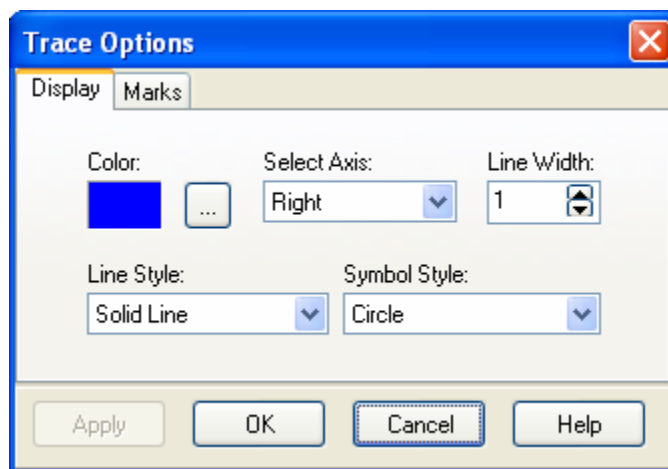 Trace Options
Display Marks
Color: Select Axis: Line Width:
... Right 1
Line Style: Symbol Style:
Solid Line Circle
Apply OK Cancel Help